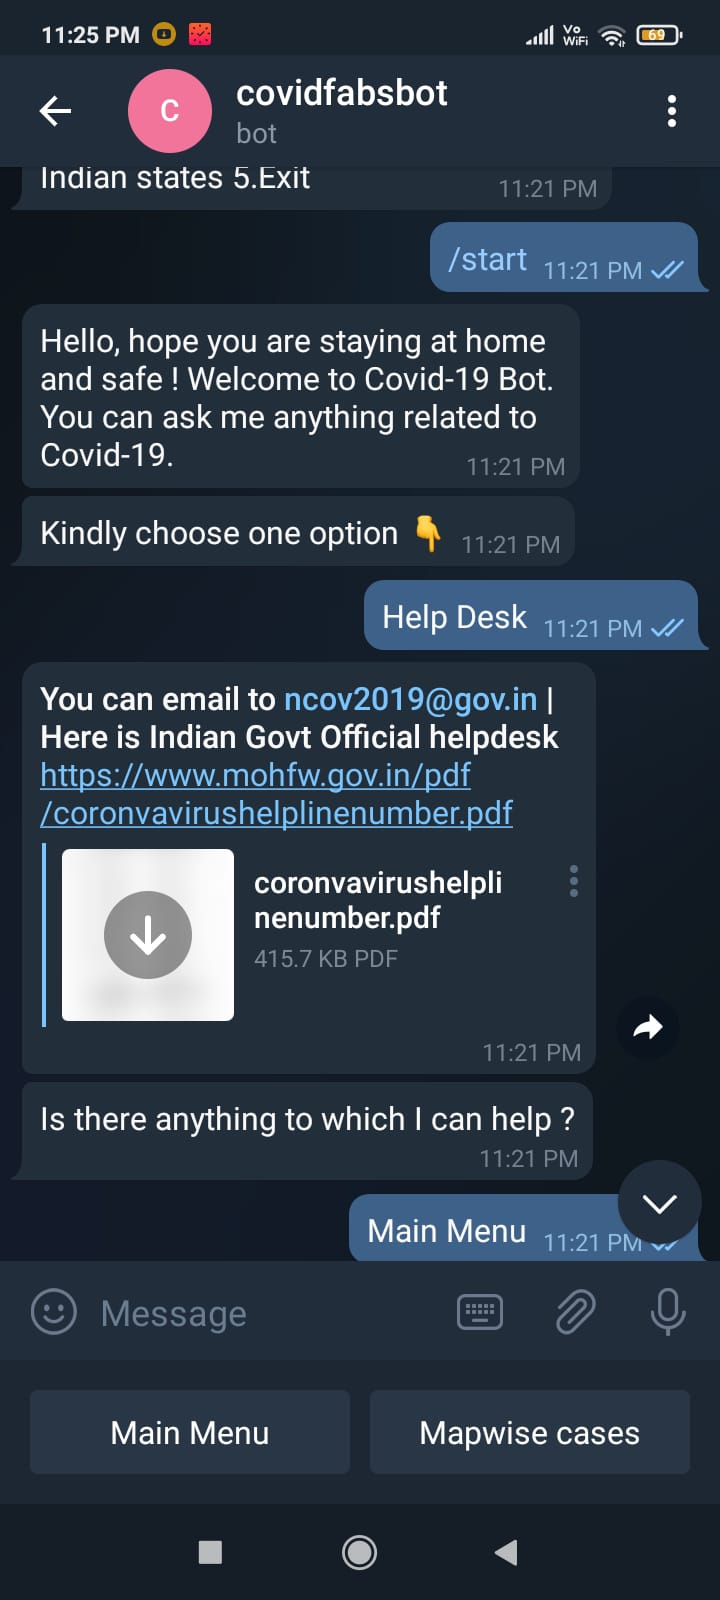 11:25 PM
Vo
WiFi
69
C
covidfabsbot
bot
Indian states 5.Exit
11:21 PM
/start
11:21 PM
Hello, hope you are staying at home
and safe ! Welcome to Covid-19 Bot.
You can ask me anything related to
Covid-19.
11:21 PM
Kindly choose one option 👇
11:21 PM
Help Desk
11:21 PM
You can email to ncov2019@gov.in |
Here is Indian Govt Official helpdesk
https://www.mohfw.gov.in/pdf
/coronvavirushelplinenumber.pdf
coronvavirushelpli
nenumber.pdf
415.7 KB PDF
11:21 PM
Is there anything to which I can help ?
11:21 PM
Main Menu
11:21 PM
Message
Main Menu
Mapwise cases